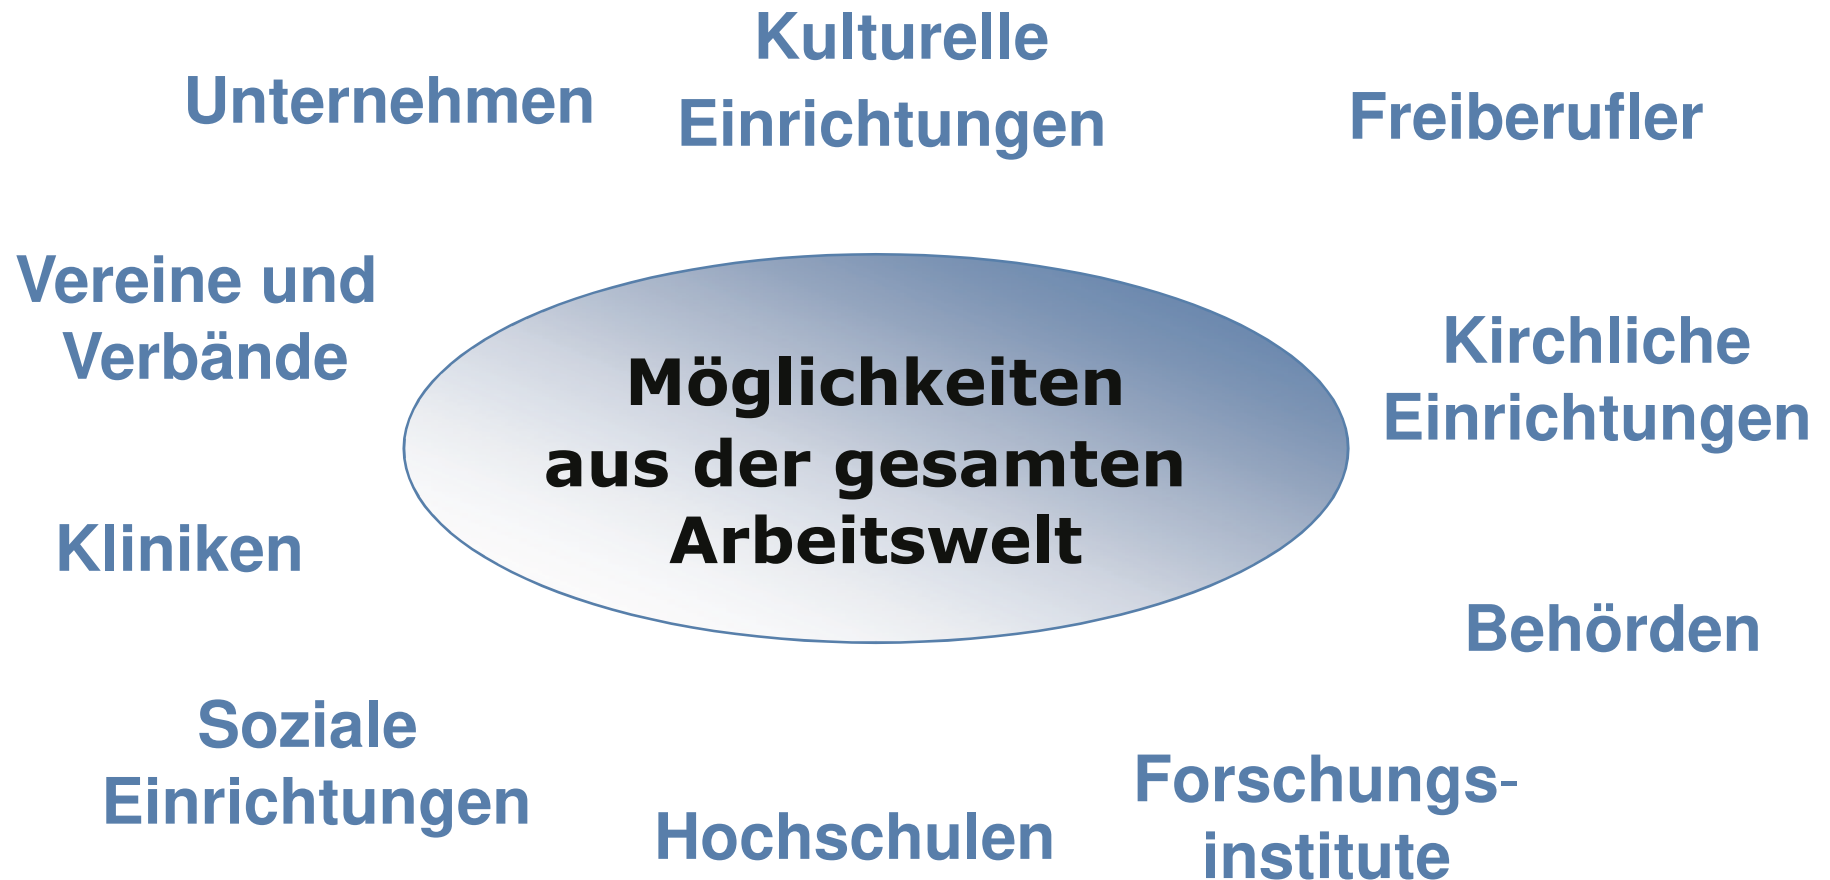 Kulturelle
Einrichtungen
Unternehmen
Freiberufler
Vereine und
Verbände
Möglichkeiten
aus der gesamten
Arbeitswelt
Kirchliche
Einrichtungen
Kliniken
Behörden
Soziale
Einrichtungen
Hochschulen
Forschungs-
institute